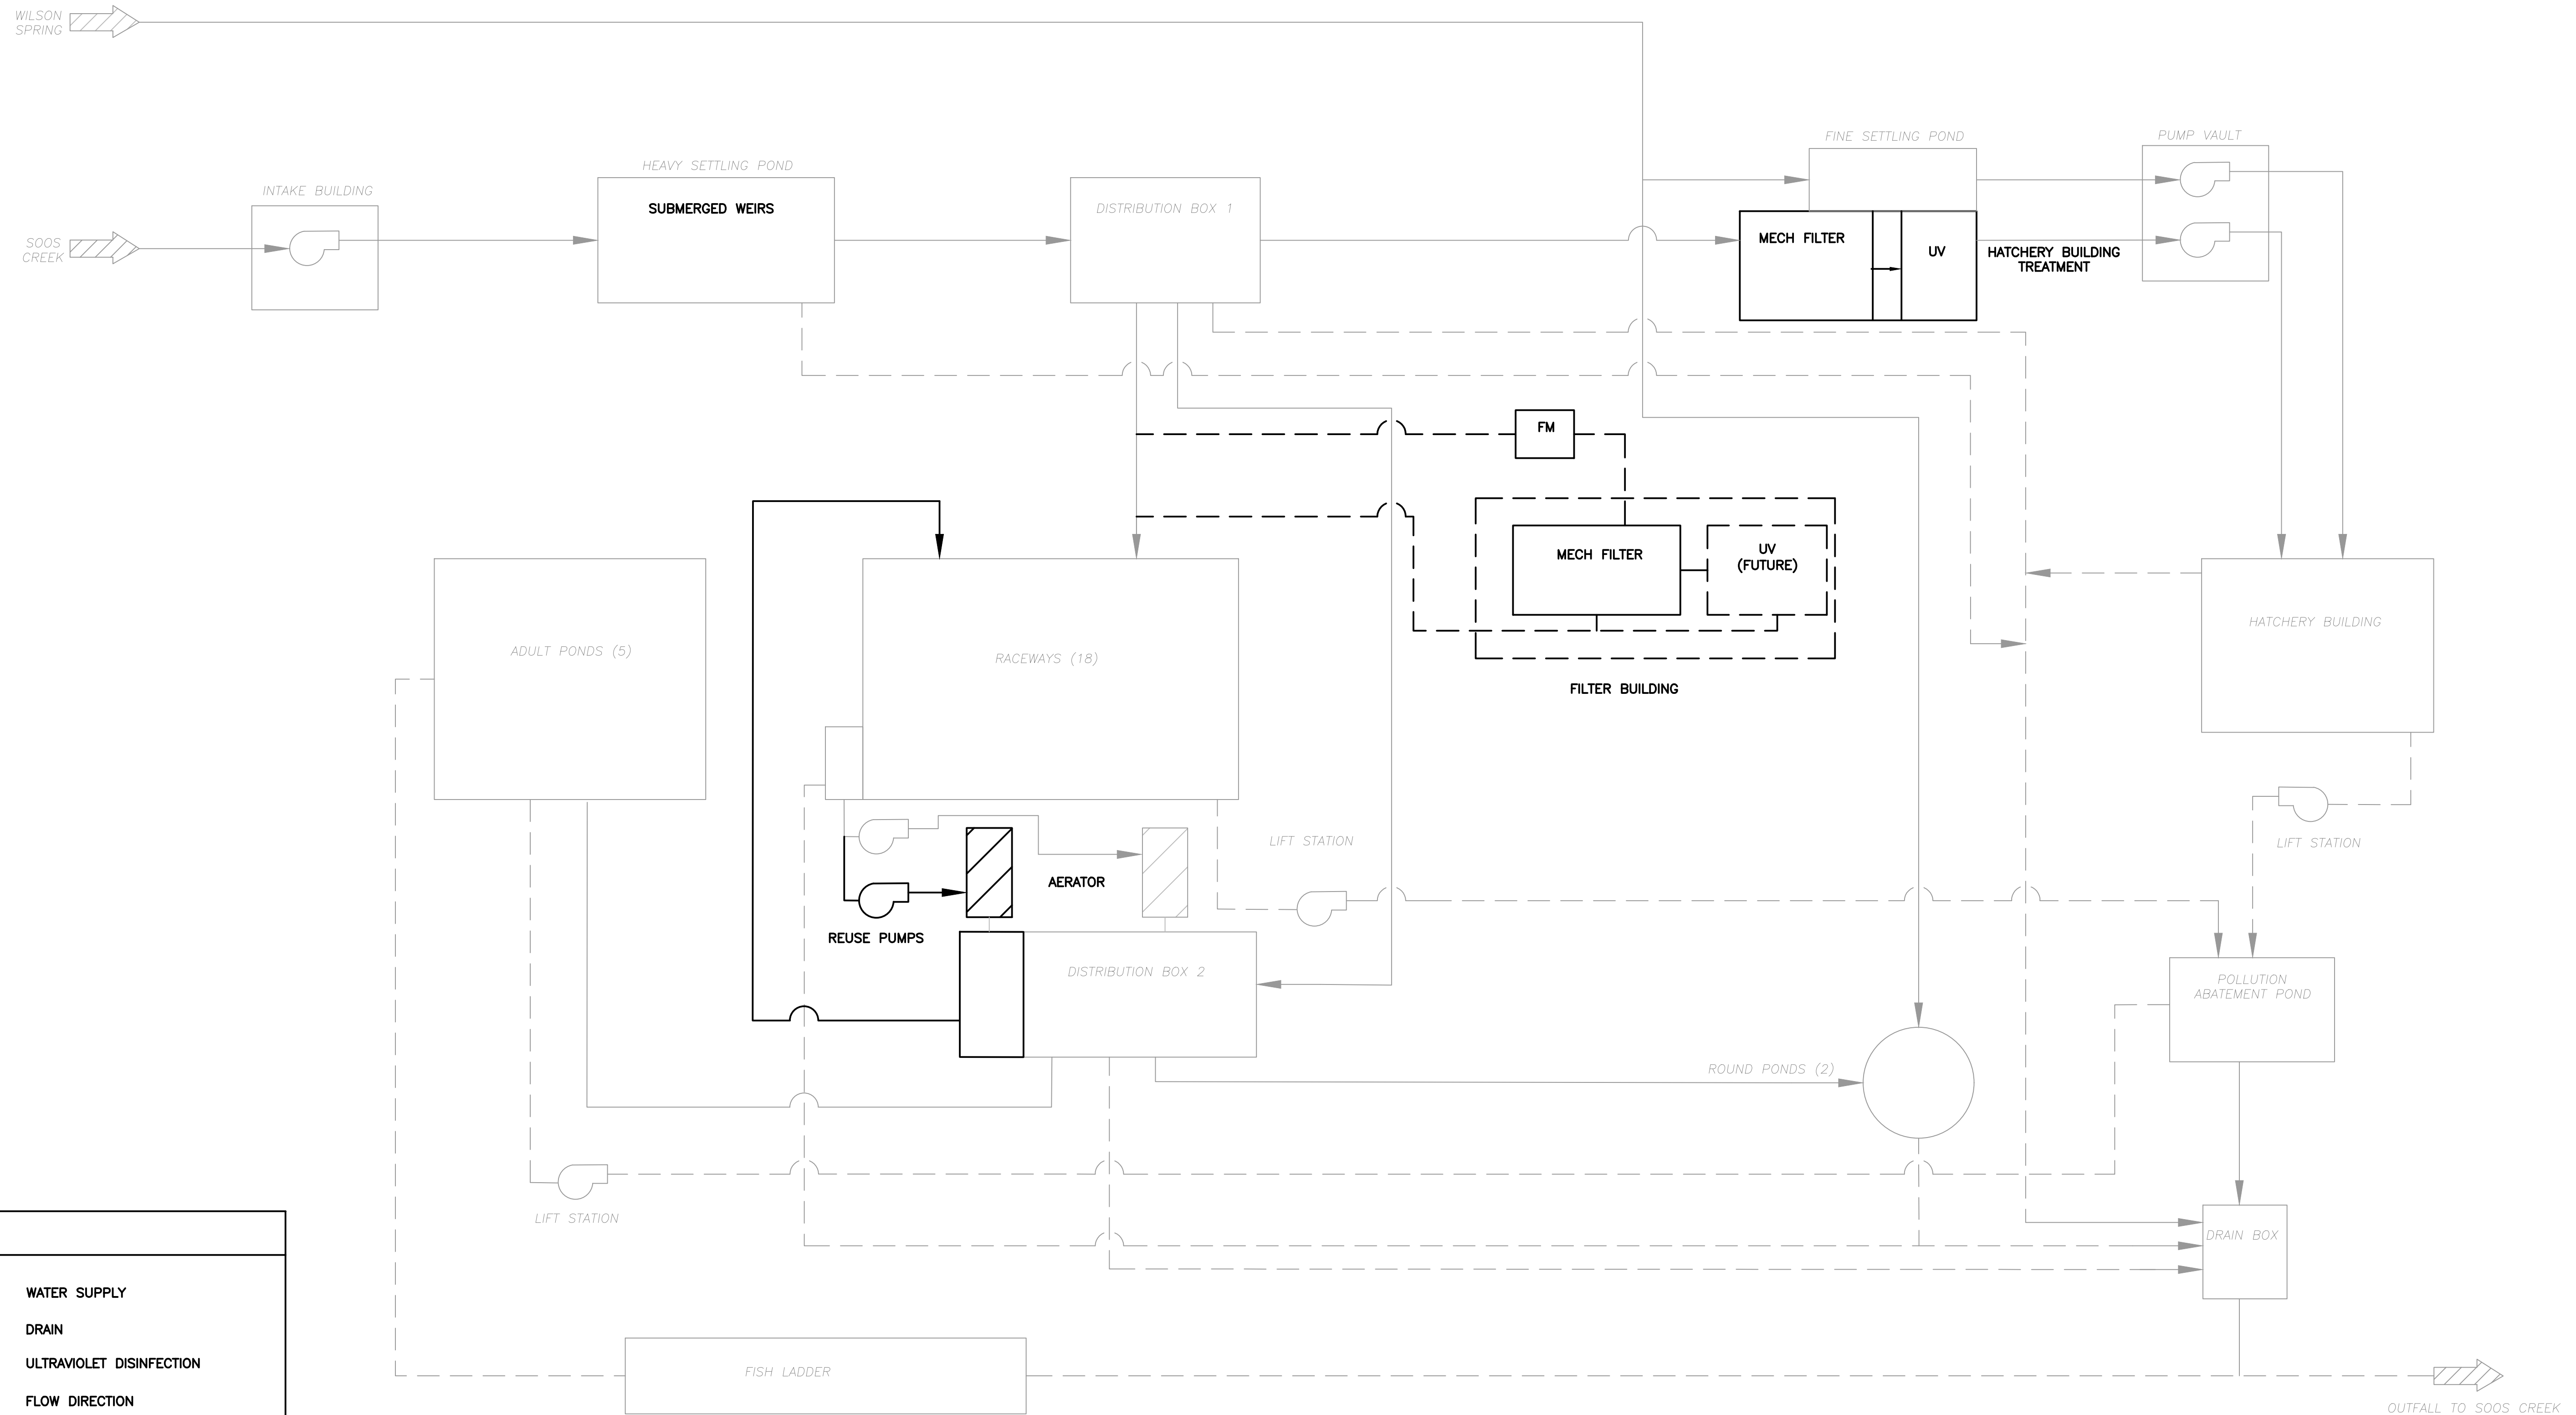 WILSON
SPRING
FINE SETTLING POND
PUMP VAULT
HEAVY SETTLING POND
INTAKE BUILDING
SUBMERGED WEIRS
DISTRIBUTION BOX 1
SOOS
CREEK
MECH FILTER
UV
HATCHERY BUILDING
TREATMENT
FM
MECH FILTER
UV
(FUTURE)
HATCHERY BUILDING
ADULT PONDS (5)
RACEWAYS (18)
FILTER BUILDING
LIFT STATION
LIFT STATION
AERATOR
REUSE PUMPS
DISTRIBUTION BOX 2
POLLUTION
ABATEMENT POND
ROUND PONDS (2)
LIFT STATION
DRAIN BOX
WATER SUPPLY
DRAIN
ULTRAVIOLET DISINFECTION
FLOW DIRECTION
FISH LADDER
OUTFALL TO SOOS CREEK